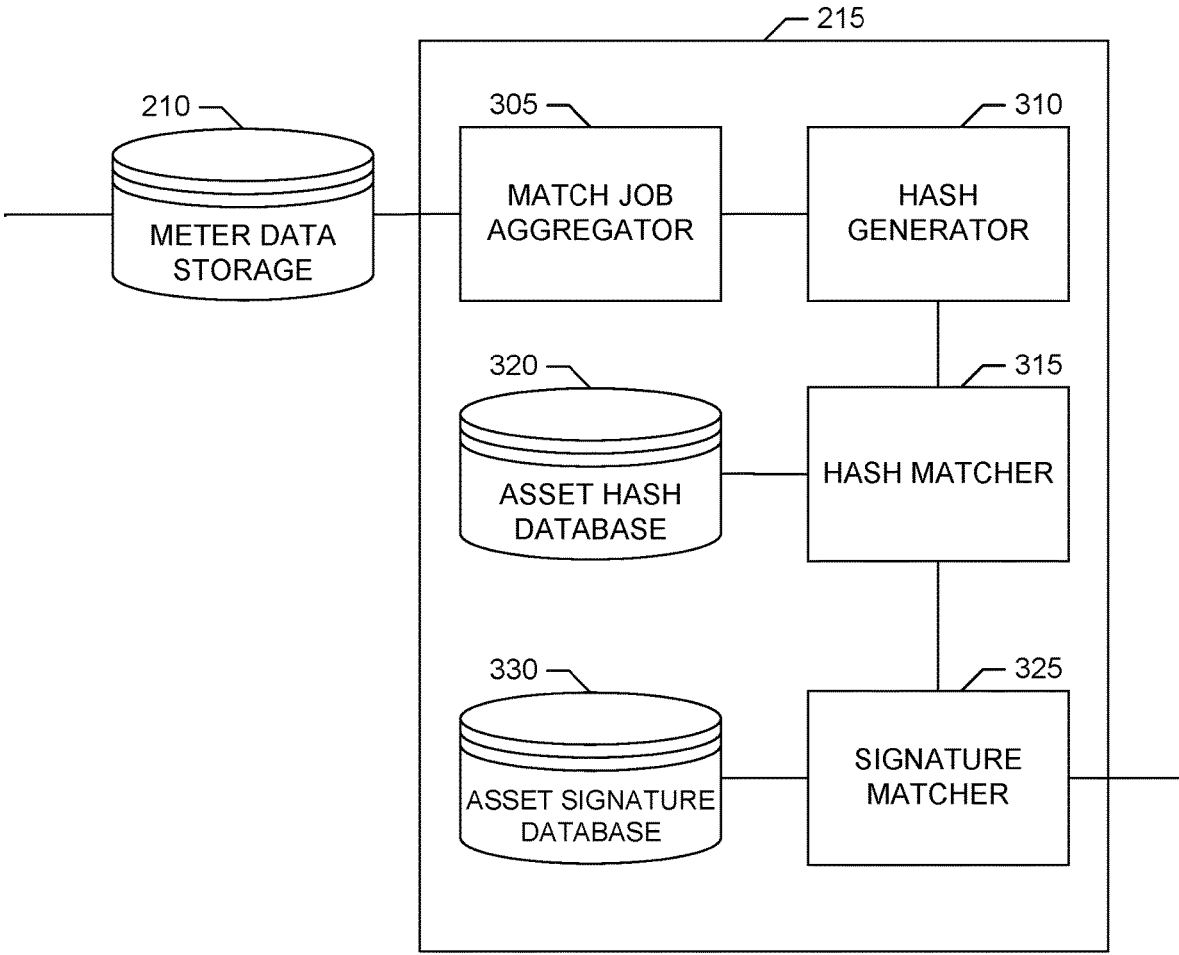 215
210
305
310
METER DATA
STORAGE
MATCH JOB
AGGREGATOR
HASH
GENERATOR
320
315
ASSET HASH
DATABASE
HASH MATCHER
330
325
ASSET SIGNATURE
DATABASE
SIGNATURE
MATCHER